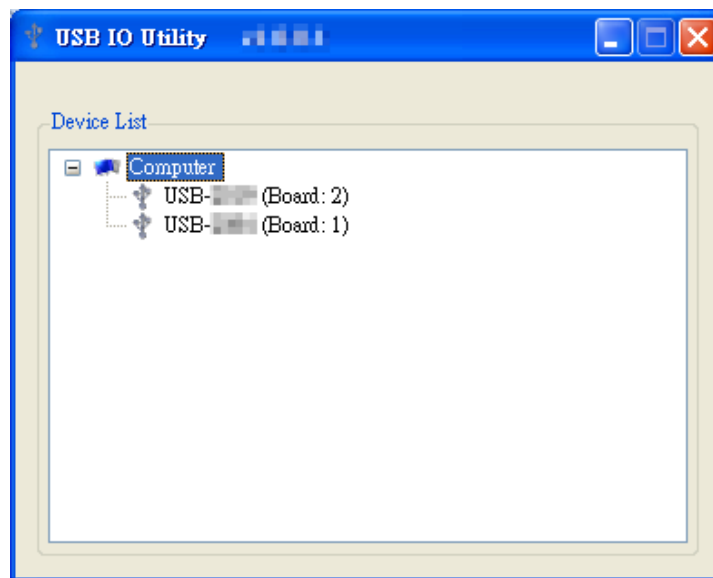 USB IO Utility
Device List
Computer
USB- (Board: 2)
USB- (Board: 1)